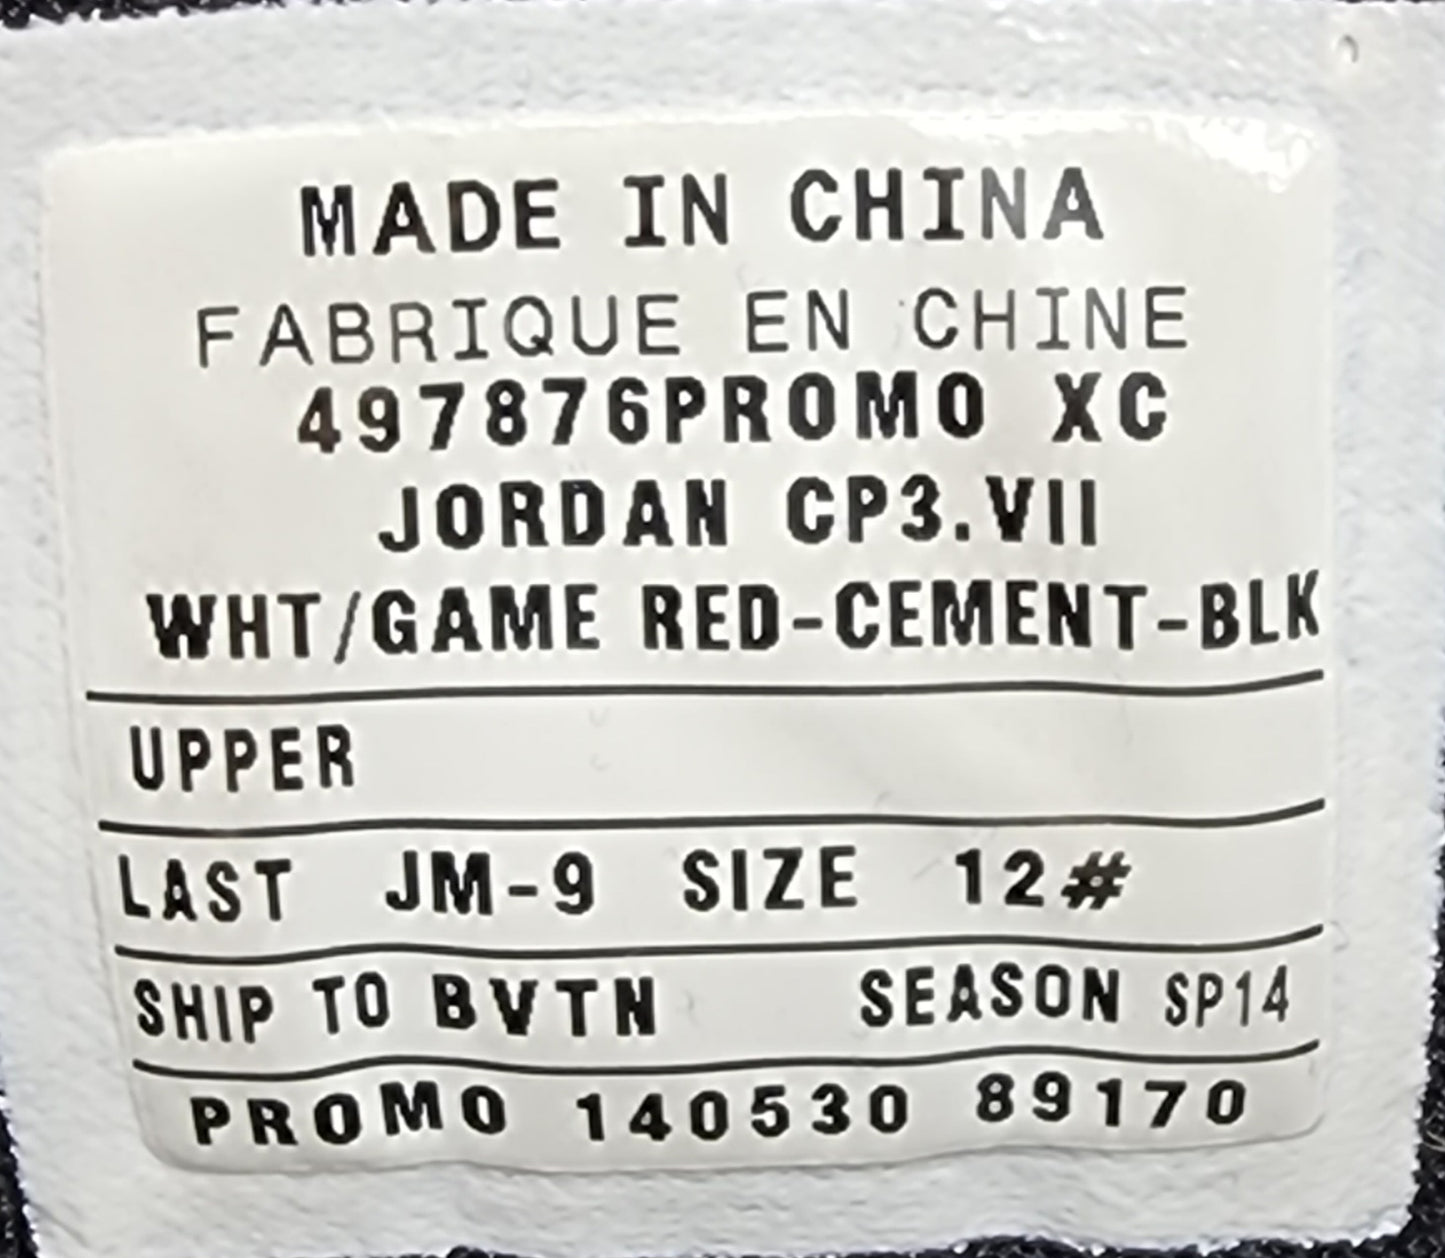 MADE IN CHINA
FABRIQUE EN CHINE
497876PROMO XC
JORDAN CP3.VII
WHT/GAME RED-CEMENT-BLK
UPPER
LAST JM-9 SIZE 12#
SHIP TO BVTN SEASON SP14
PROMO 140530 89170